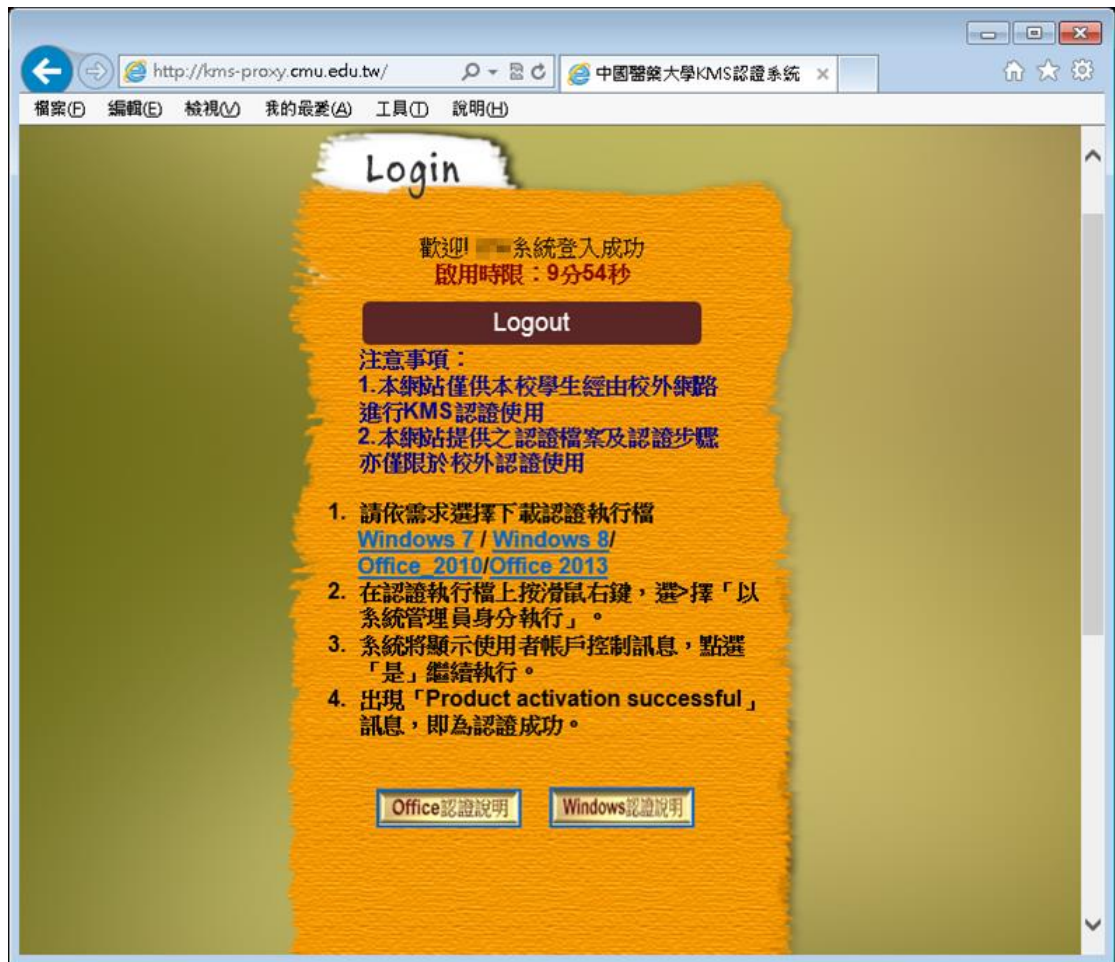 http://kms-proxy.cmu.edu.tw/
中國醫藥大學KMS認證系統
檔案(F) 編輯(E) 檢視(V) 我的最愛(A) 工具(T) 說明(H)
Login
歡迎! 系統登入成功
啟用時限：9分54秒
Logout
注意事項：
1.本網站僅供本校學生經由校外網路
進行KMS認證使用
2.本網站提供之認證檔案及認證步驟
亦僅限於校外認證使用
1. 請依需求選擇下載認證執行檔
Windows 7 / Windows 8/
Office_2010/Office 2013
2. 在認證執行檔上按滑鼠右鍵，選>擇「以
系統管理員身分執行」。
3. 系統將顯示使用者帳戶控制訊息，點選
「是」繼續執行。
4. 出現「Product activation successful」
訊息，即為認證成功。
Office認證說明 Windows認證說明